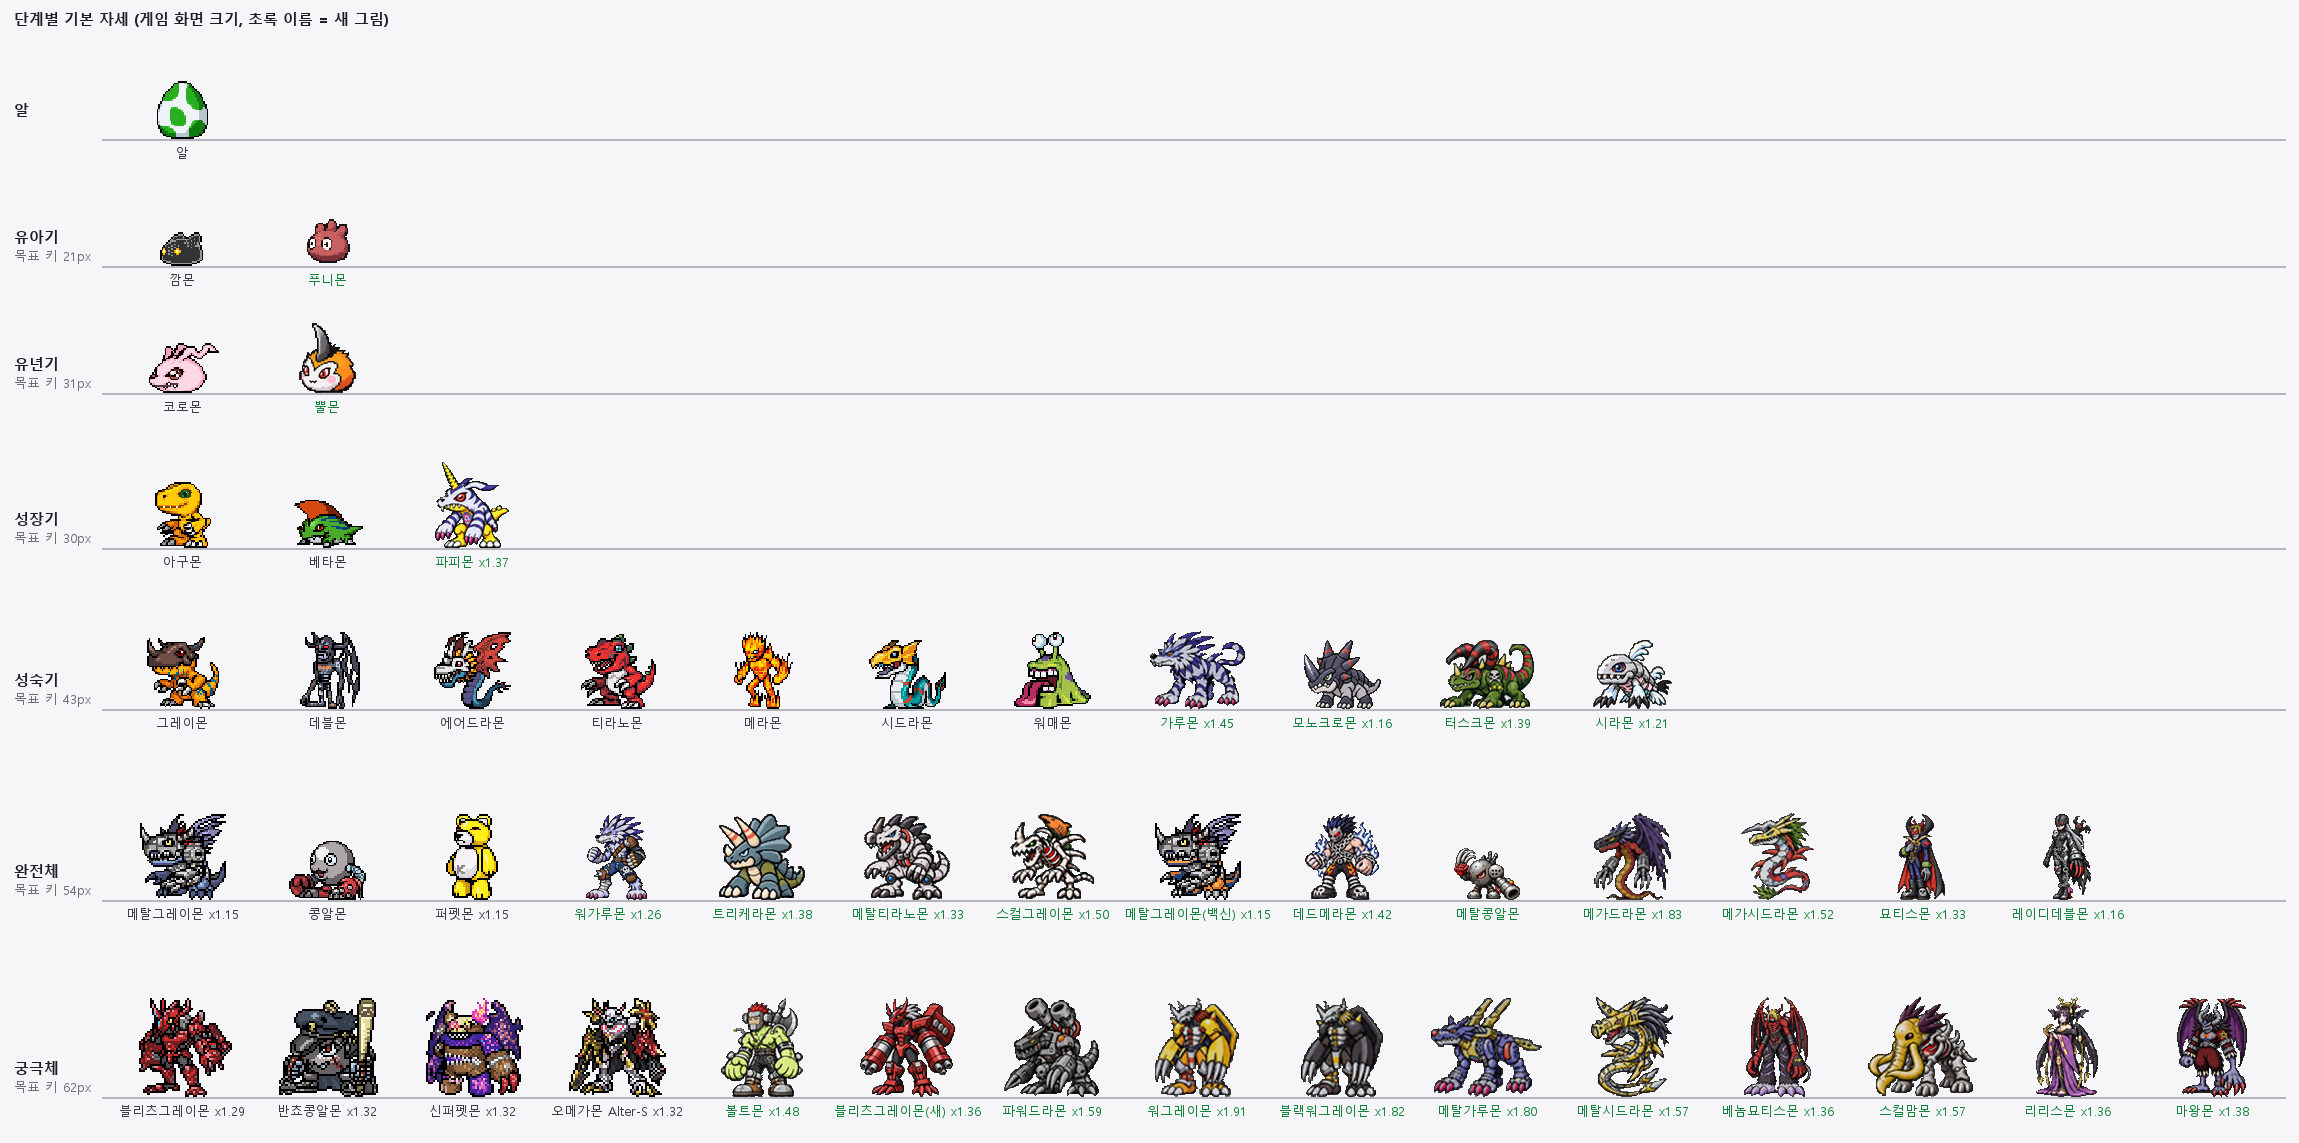 단계별 기본 자세 (게임 화면 크기, 초록 이름 = 새 그림)
알
알
유아기
목표 키 21px
깜몬 푸니몬
유년기
목표 키 31px
코로몬 뿔몬
성장기
목표 키 30px
아구몬 베타몬 파피몬 x1.37
성숙기
목표 키 43px
그레이몬 데블몬 에어드라몬 티라노몬 메라몬 시드라몬 워매몬 가루몬 x1.45 모노크로몬 x1.16 터스크몬 x1.39 시라몬 x1.21
완전체
목표 키 54px
메탈그레이몬 x1.15 콩알몬 퍼펫몬 x1.15 워가루몬 x1.26 트리케라몬 x1.38 메탈티라노몬 x1.33 스컬그레이몬 x1.50 메탈그레이몬(백신) x1.15 데드메라몬 x1.42 메탈콩알몬 메가드라몬 x1.83 메가시드라몬 x1.52 묘티스몬 x1.33 레이디데블몬 x1.16
궁극체
목표 키 62px
블리츠그레이몬 x1.29 반쵸콩알몬 x1.32 신퍼펫몬 x1.32 오메가몬 Alter-S x1.32 볼트몬 x1.48 블리츠그레이몬(새) x1.36 파워드라몬 x1.59 워그레이몬 x1.91 블랙워그레이몬 x1.82 메탈가루몬 x1.80 메탈시드라몬 x1.57 베놈묘티스몬 x1.36 스컬맘몬 x1.57 리리스몬 x1.36 마왕몬 x1.38